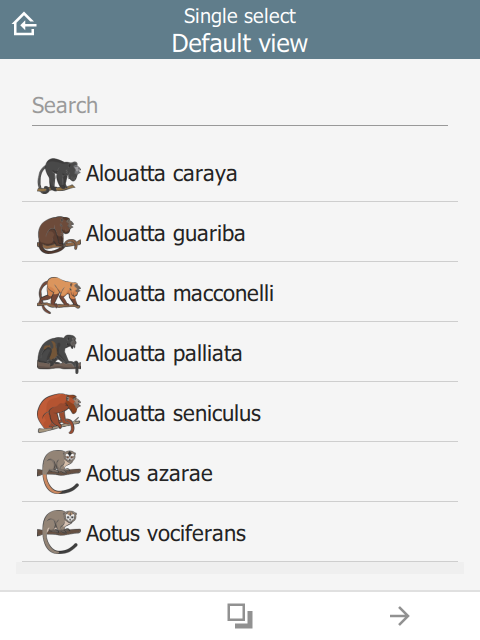 Single select
Default view
Search
Alouatta caraya
Alouatta guariba
Alouatta macconelli
Alouatta palliata
Alouatta seniculus
Aotus azarae
Aotus vociferans